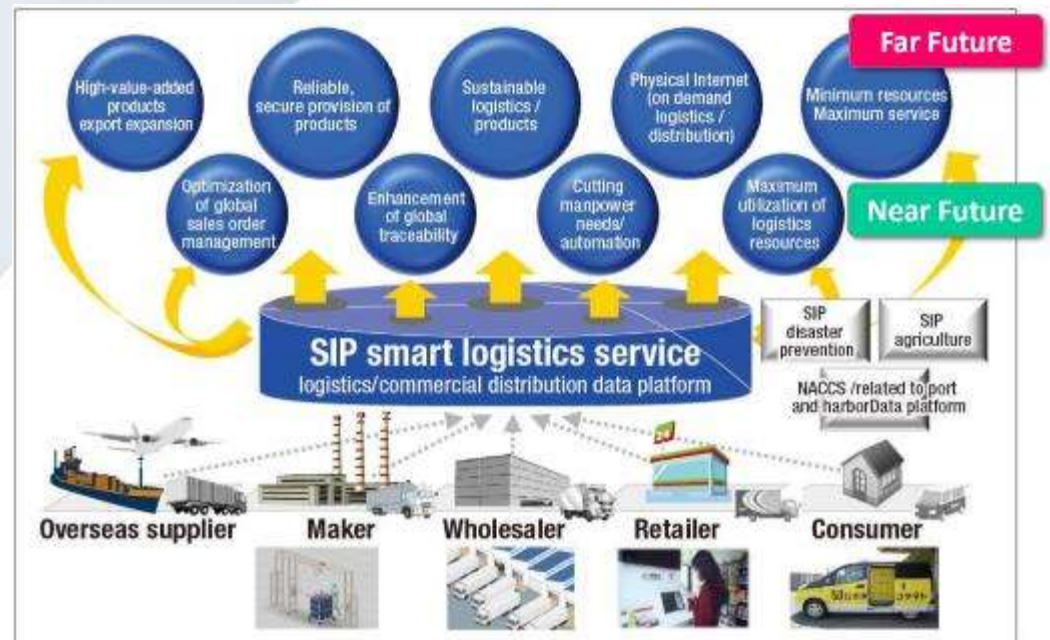 Far Future
High-value-added
products
export expansion
Reliable,
secure provision of
products
Sustainable
logistics /
products
Physical Internet
(on demand
logistics /
distribution)
Minimum resources
Maximum service
Optimization
of global
sales order
management
Enhancement
of global
traceability
Cutting
manpower
needs/
automation
Maximum
utilization of
logistics
resources
Near Future
SIP smart logistics service
logistics/commercial distribution data platform
SIP
disaster
prevention
SIP
agriculture
NACCS /related to port
and harborData platform
Overseas supplier
Maker
Wholesaler
Retailer
Consumer